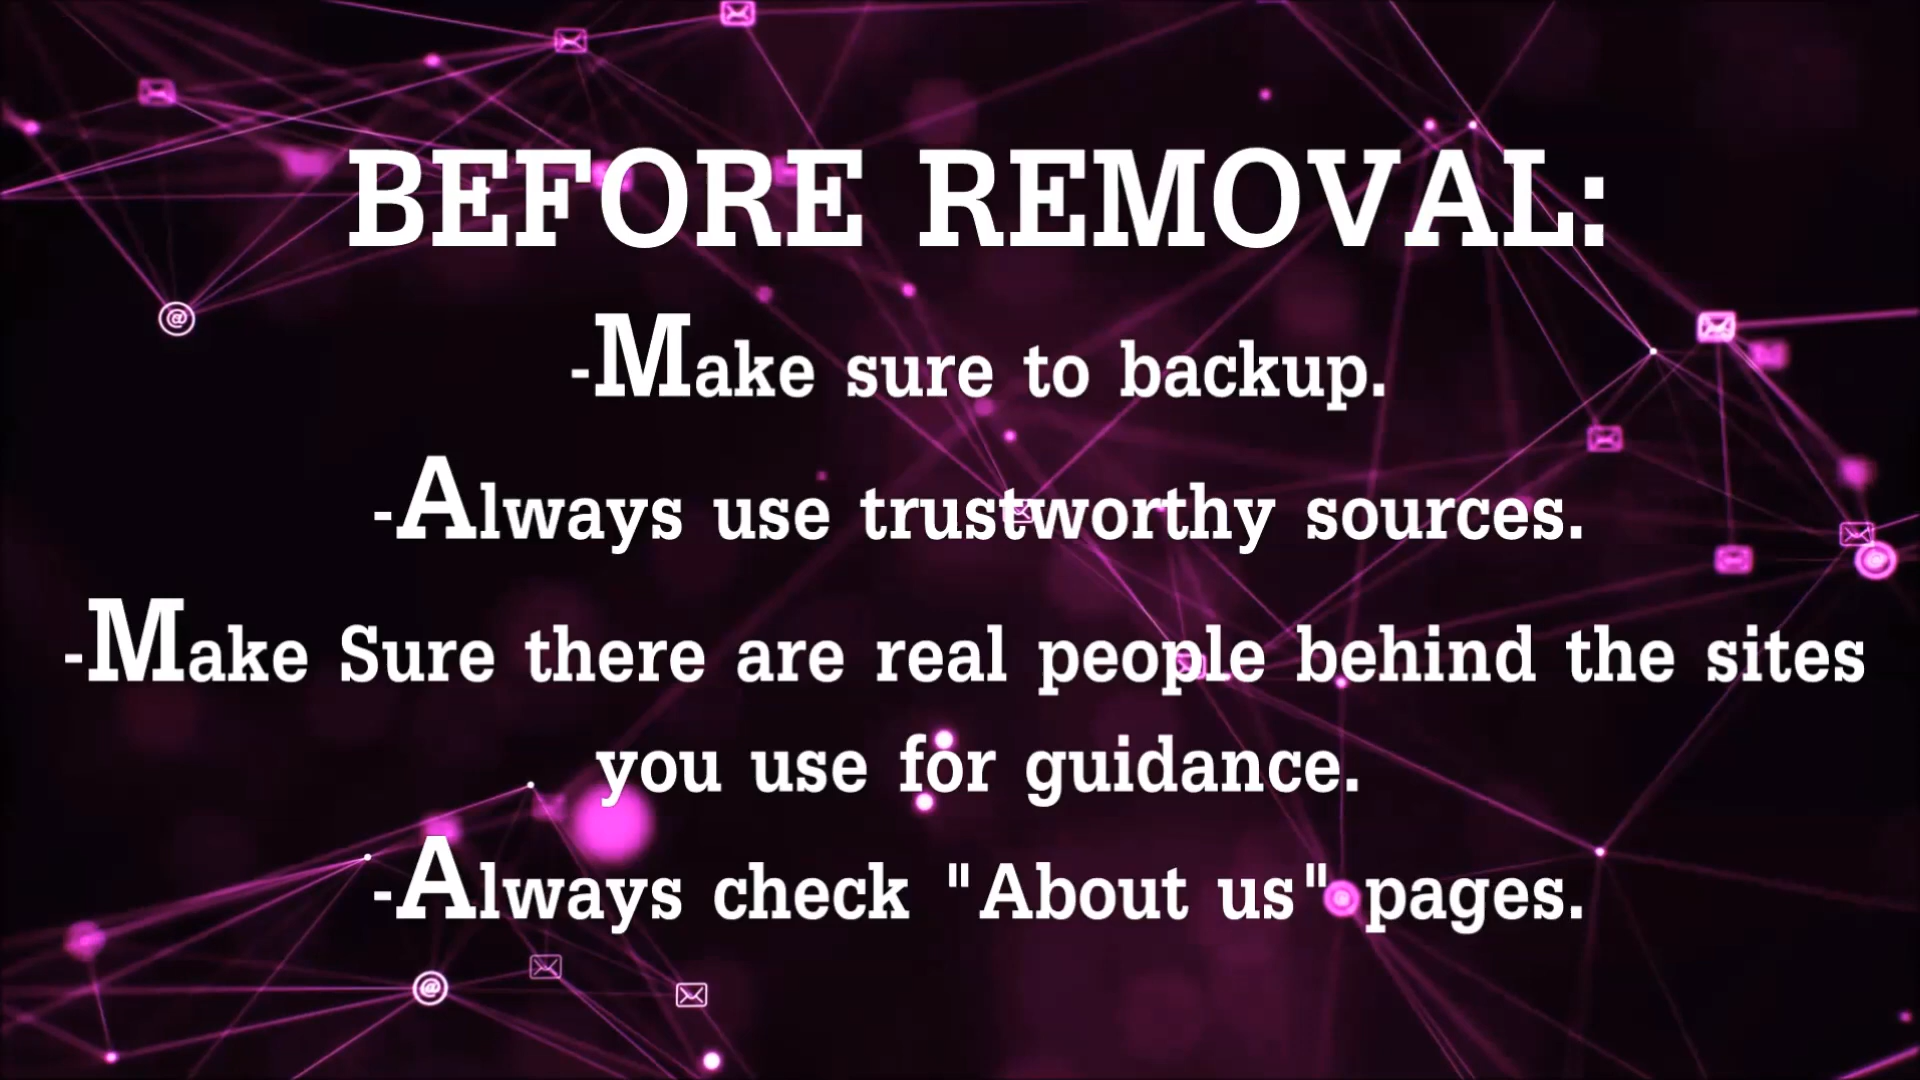 BEFORE REMOVAL:
-Make sure to backup.
-Always use trustworthy sources.
-Make Sure there are real people behind the sites
you use for guidance.
-Always check "About us" pages.